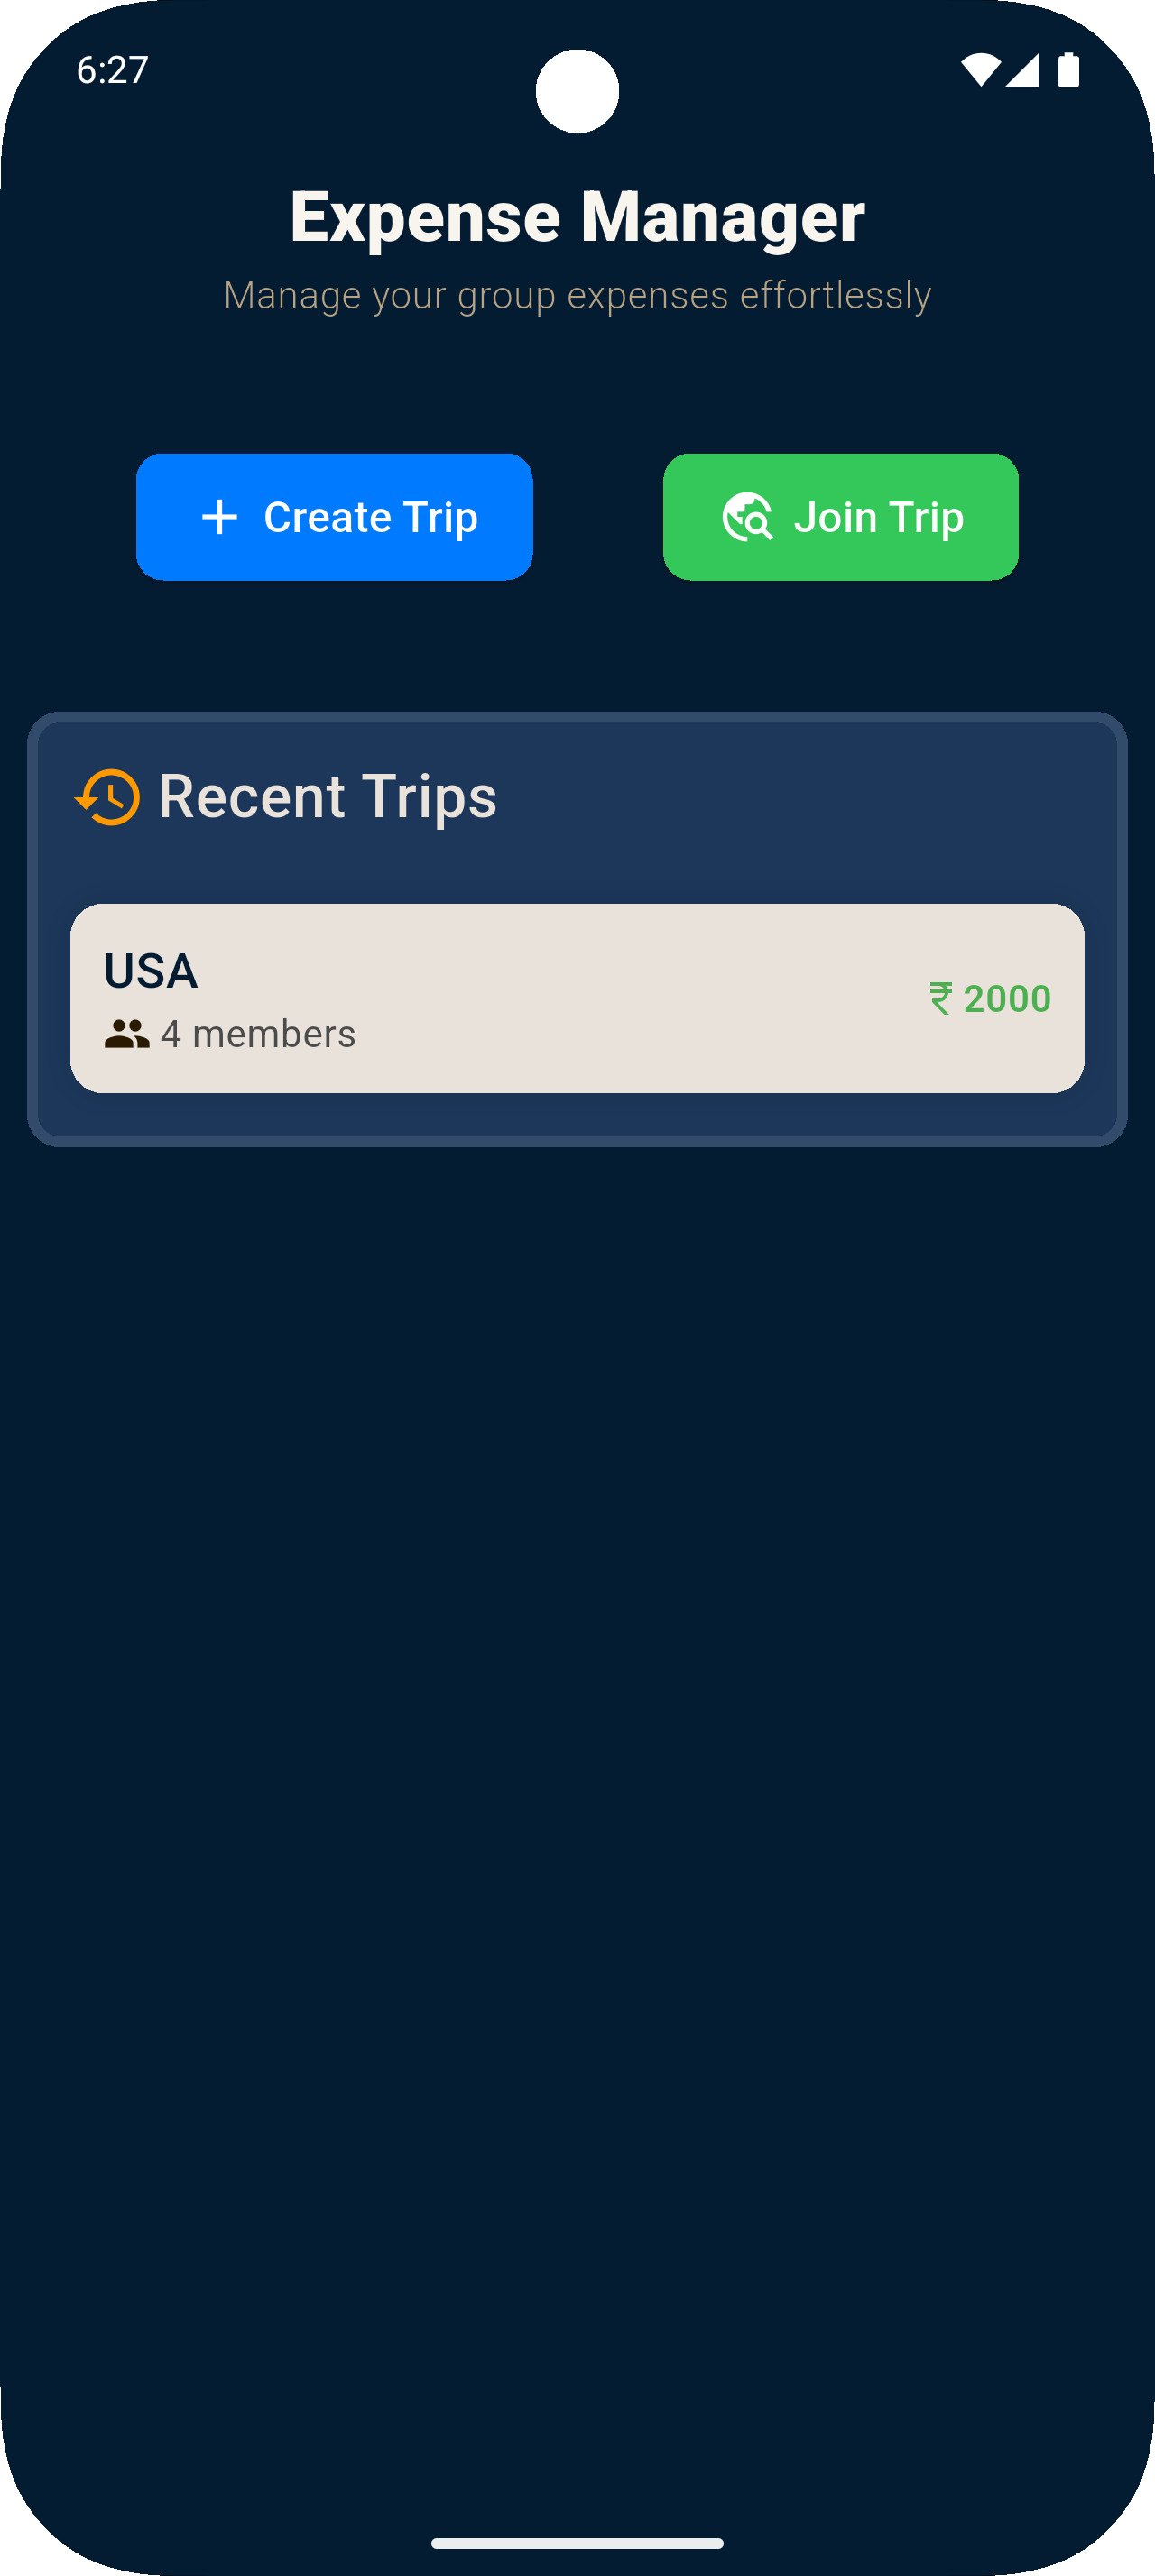 6:27
Expense Manager
Manage your group expenses effortlessly
Create Trip
Join Trip
Recent Trips
USA
4 members
₹ 2000